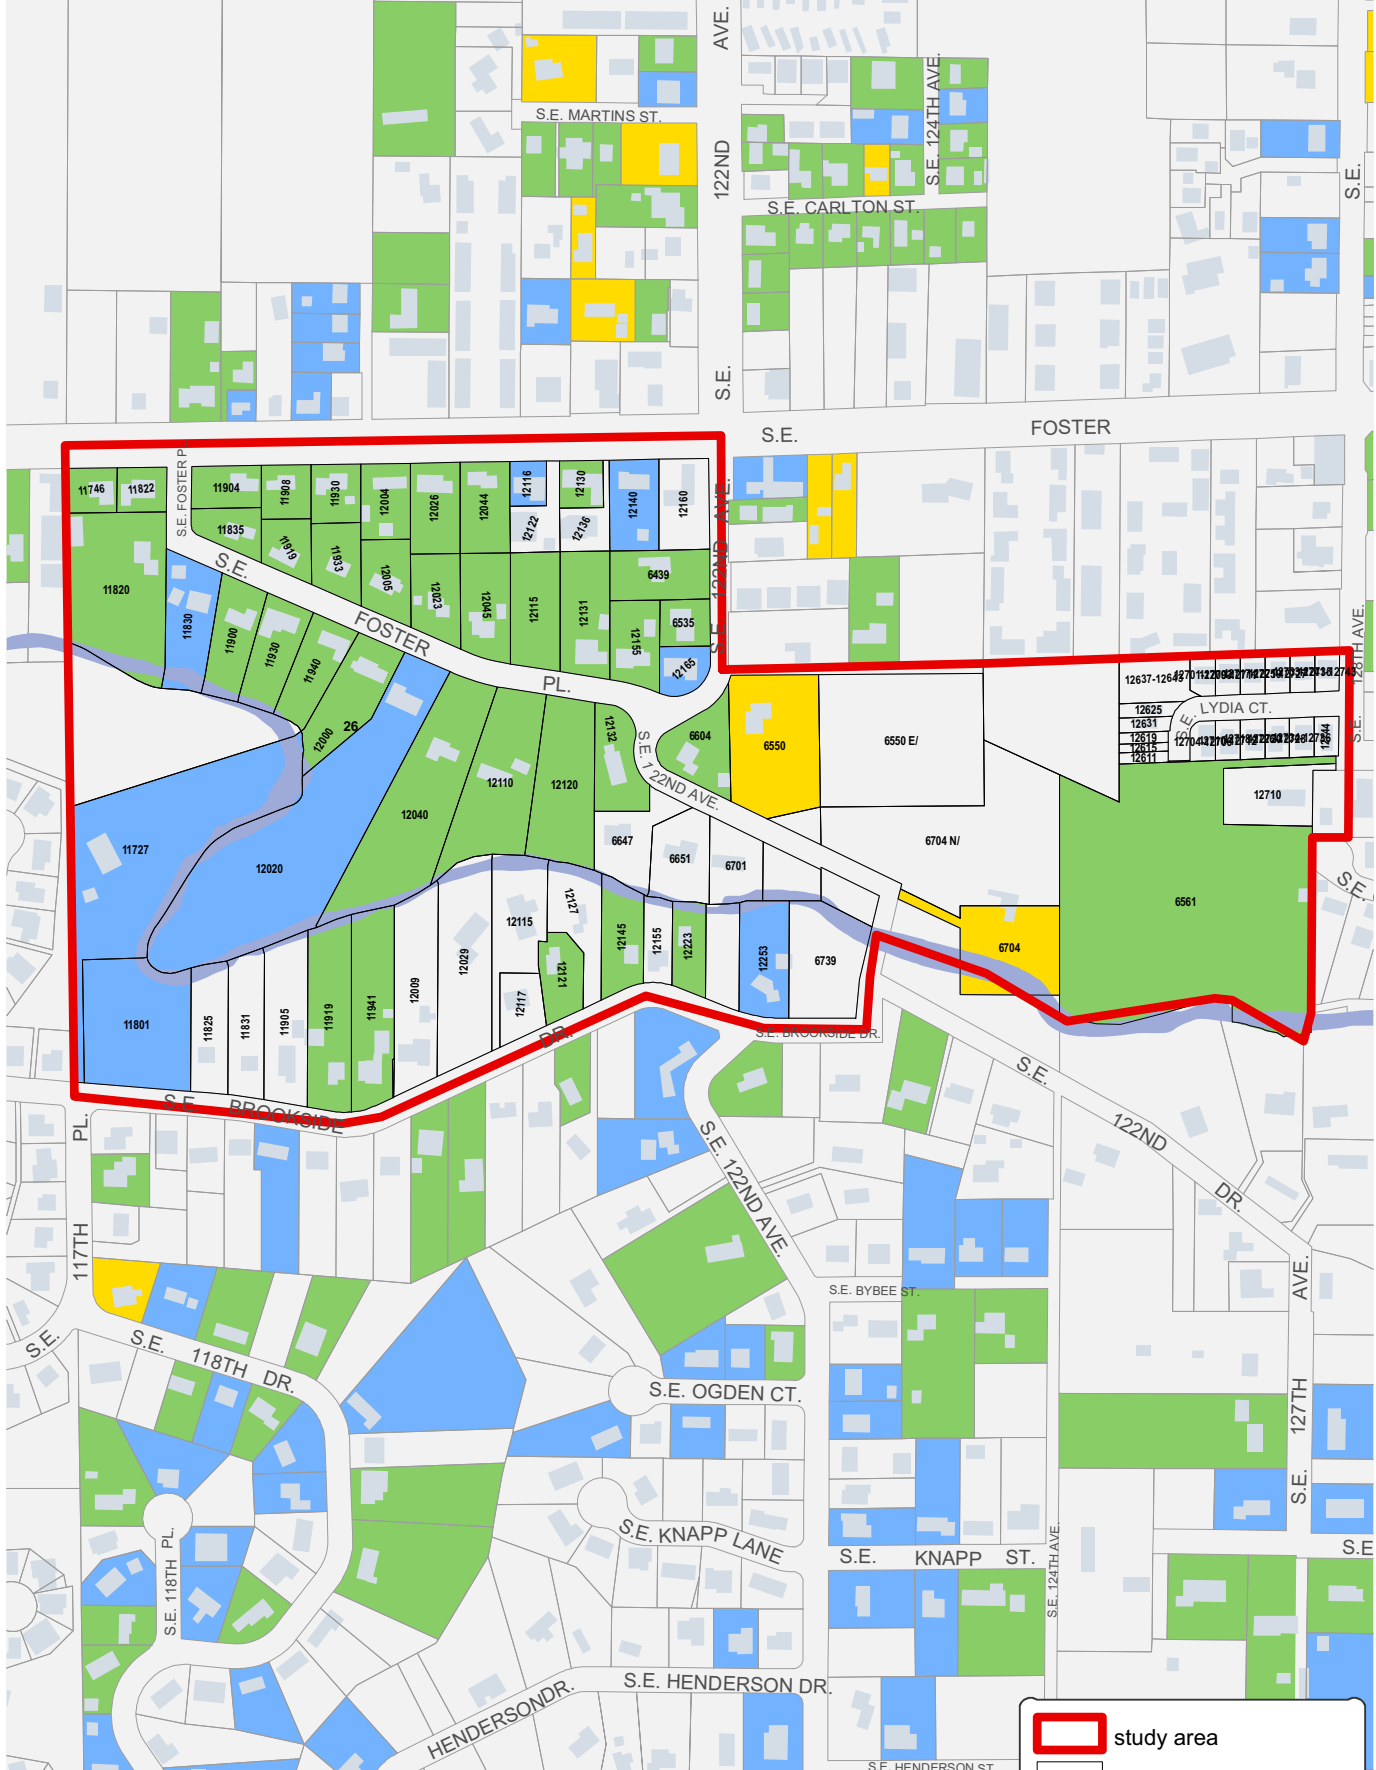 AVE.
S.E. MARTINS ST.
S.E. 124TH AVE.
122ND
S.E.
S.E. CARLTON ST.
S.E.
S.E.
FOSTER
S.E. FOSTER P
11746
11822
11904
11908
11930
12004
12026
12044
12116
12130
12140
12160
11835
11919
11933
12005
12023
12045
12122
12136
S.E. 122ND AVE.
S.E.
11820
11830
11900
11930
11940
12000
26
FOSTER
12115
12131
6439
12155
6535
12165
PL.
S.E. 128TH AVE.
12637-12643
12625
12631
12619
12615
12611
S.E. LYDIA CT.
12743
12744
12710
12132
S.E. 122ND AVE.
6604
6550
6550 E/
6704 N/
12110
12120
12040
6647
6651
6701
11727
12020
6561
S.E.
12127
12115
12145
12155
12223
12253
6739
6704
12121
12117
12029
12009
11941
11919
11905
11831
11825
11801
DR.
S.E. BROOKSIDE DR.
S.E. BROOKSIDE
S.E.
122ND
DR.
PL.
117TH
S.E.
S.E. 122ND AVE.
AVE.
127TH
S.E.
S.E. BYBEE ST.
S.E.
118TH
DR.
S.E. OGDEN CT.
S.E. 118TH PL.
S.E. KNAPP LANE
S.E. KNAPP ST.
S.E
S.E. 124TH AVE.
S.E. HENDERSON DR.
HENDERSON DR.
S.E. HENDERSON ST.
study area